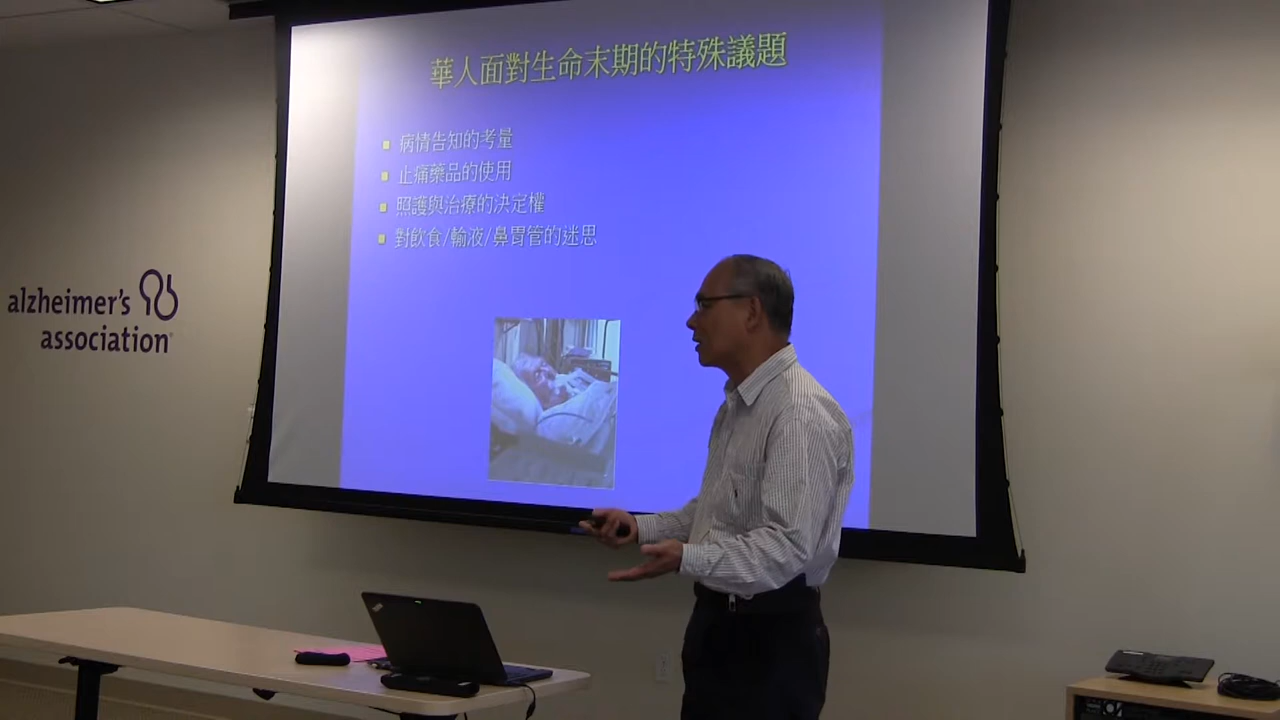 華人面對生命末期的特殊議題
病情告知的考量
止痛藥品的使用
照護與治療的決定權
對飲食/輸液/鼻胃管的迷思
alzheimer's
association